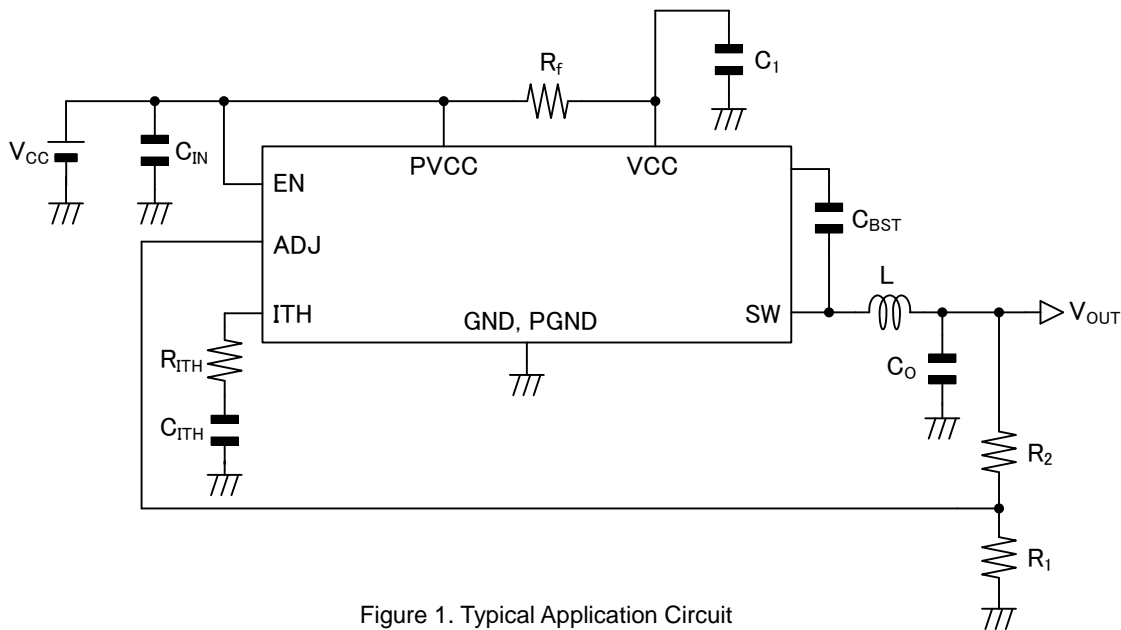 C1
Rf
VCC
CIN
PVCC
VCC
EN
CBST
ADJ
L
ITH
GND, PGND
SW
VOUT
RITH
CO
CITH
R2
R1
Figure 1. Typical Application Circuit